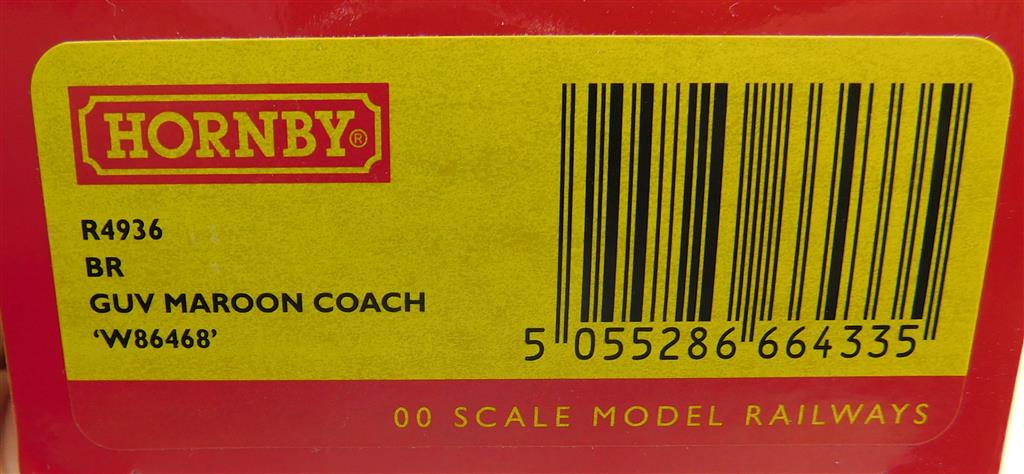 HORNBY®
R4936
BR
GUV MAROON COACH
‘W86468’
5 055286 664335
00 SCALE MODEL RAILWAYS